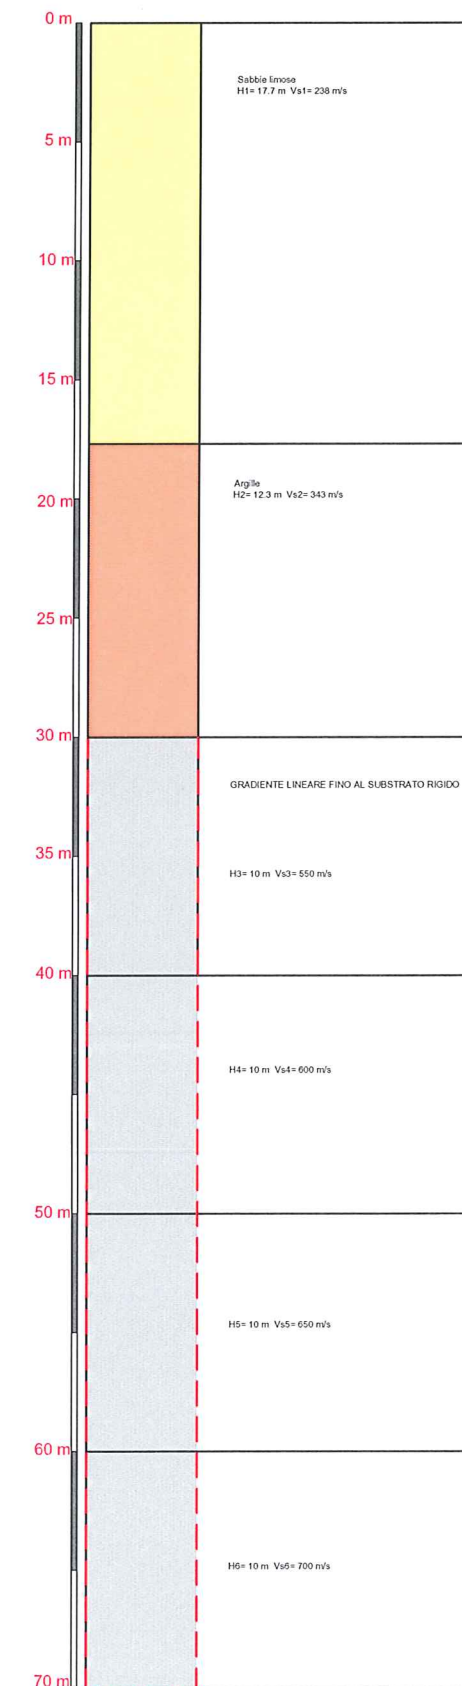 0 m
Sabbie limose
H1= 17.7 m Vs1= 238 m/s
5 m
10 m
15 m
Argille
H2= 12.3 m Vs2= 343 m/s
20 m
25 m
30 m
GRADIENTE LINEARE FINO AL SUBSTRATO RIGIDO
35 m
H3= 10 m Vs3= 550 m/s
40 m
H4= 10 m Vs4= 600 m/s
50 m
H5= 10 m Vs5= 650 m/s
60 m
H6= 10 m Vs6= 700 m/s
70 m